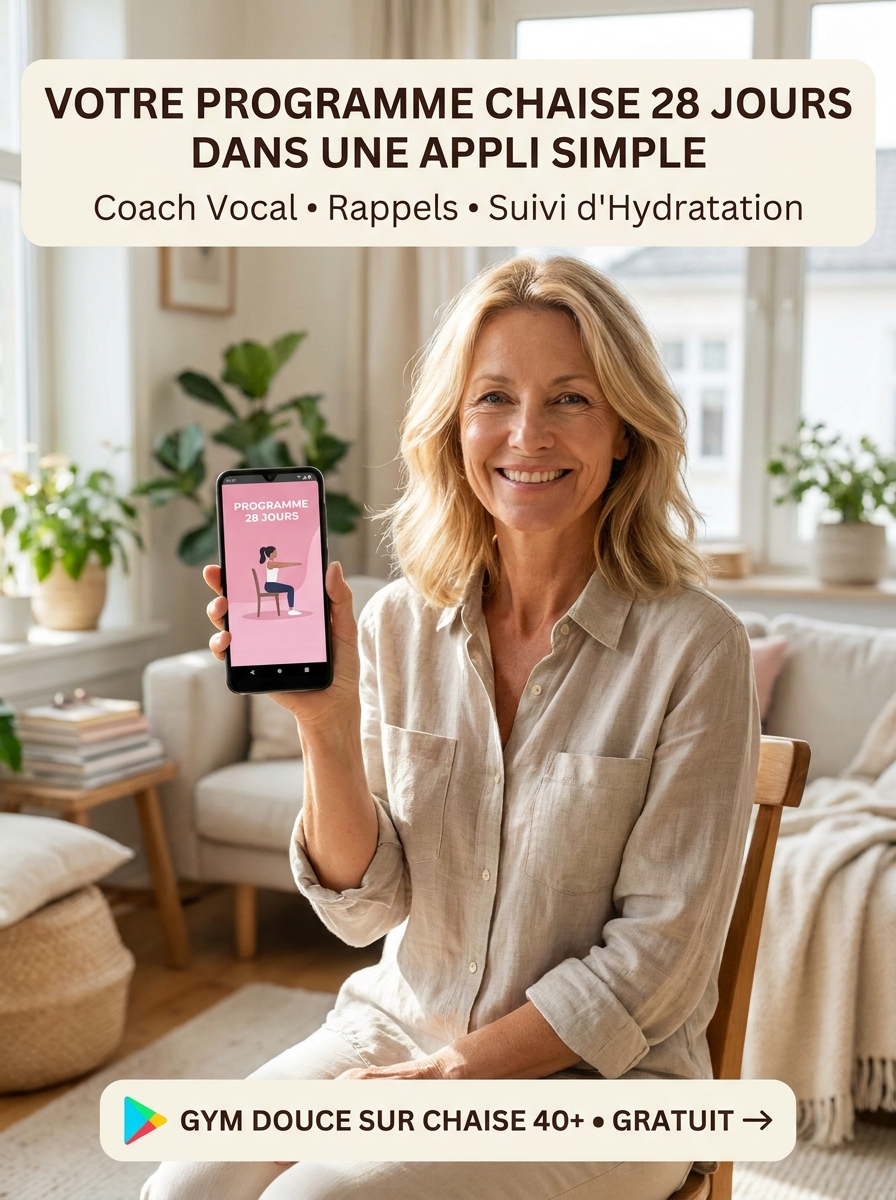 VOTRE PROGRAMME CHAISE 28 JOURS
DANS UNE APPLI SIMPLE
Coach Vocal • Rappels • Suivi d'Hydratation
PROGRAMME
28 JOURS
GYM DOUCE SUR CHAISE 40+ • GRATUIT →